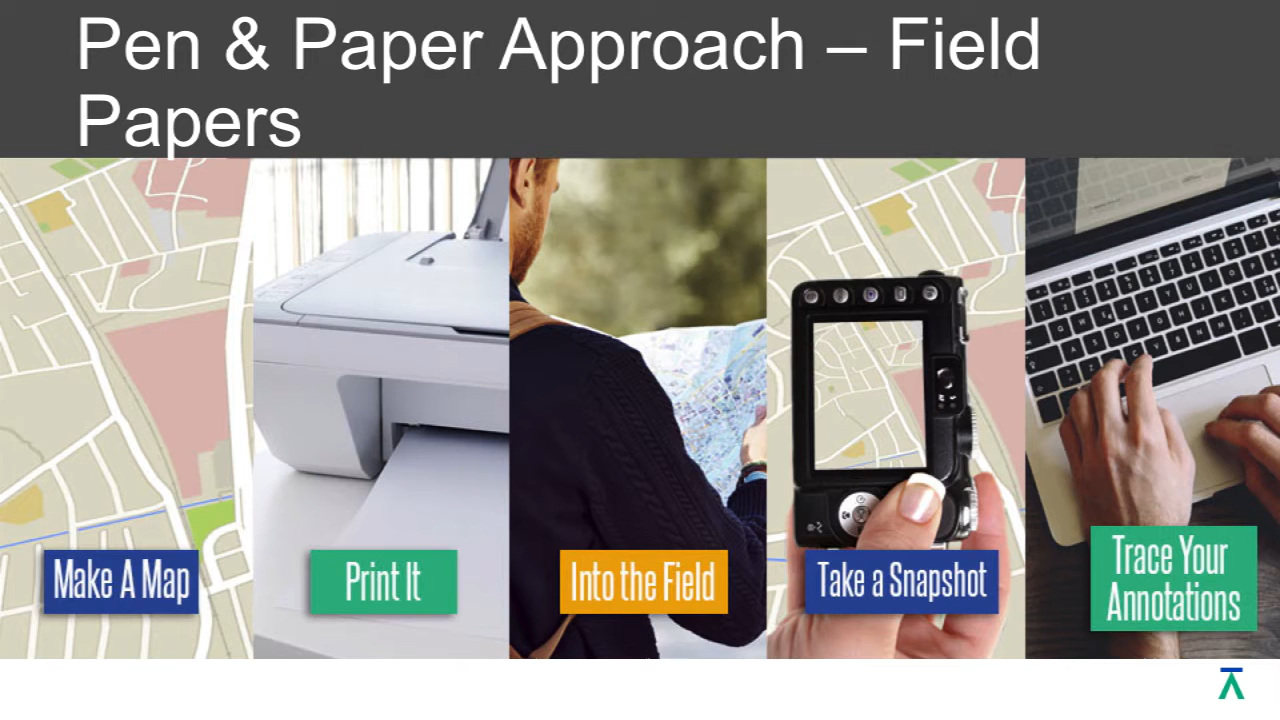 Pen & Paper Approach – Field
Papers
Make A Map
Print It
Into the Field
Take a Snapshot
Trace Your
Annotations